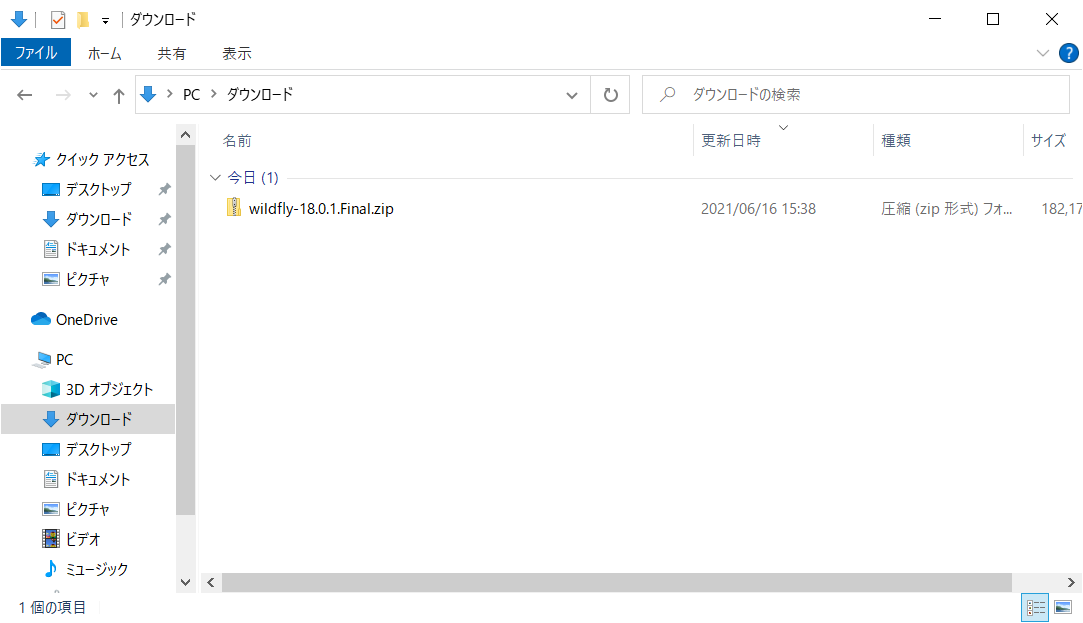 ダウンロード
ファイル ホーム 共有 表示
PC ダウンロード ダウンロードの検索
名前 更新日時 種類 サイズ
クイック アクセス
デスクトップ
ダウンロード
ドキュメント
ピクチャ
OneDrive
PC
3D オブジェクト
ダウンロード
デスクトップ
ドキュメント
ピクチャ
ビデオ
ミュージック
今日 (1)
wildfly-18.0.1.Final.zip 2021/06/16 15:38 圧縮 (zip 形式) フォ... 182,17
1 個の項目